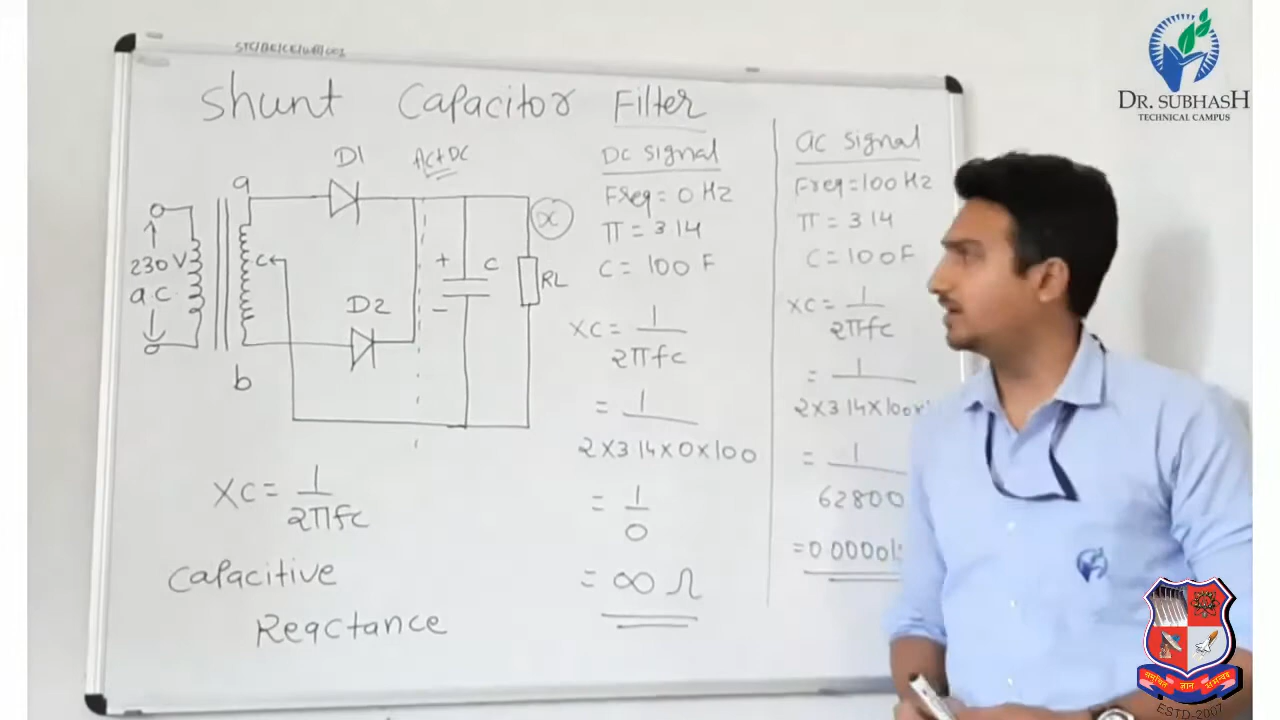 Shunt Capacitor Filter
D1
AC+DC
a
230 V
a.c.
c
+
C
-
x
RL
D2
b
XC = 1
2πfc
Capacitive
Reactance
DC signal
Freq = 0 Hz
π = 3.14
C = 100 F
XC = 1
2πfc
= 1
2×3.14×0×100
= 1
0
= ∞ Ω
ac signal
Freq = 100 Hz
π = 3.14
C = 100 F
XC = 1
2πfc
= 1
2×3.14×100×
= 1
62800
= 0.00001
DR. SUBHASH
TECHNICAL CAMPUS
समन्वित ज्ञान
ESTD-2007